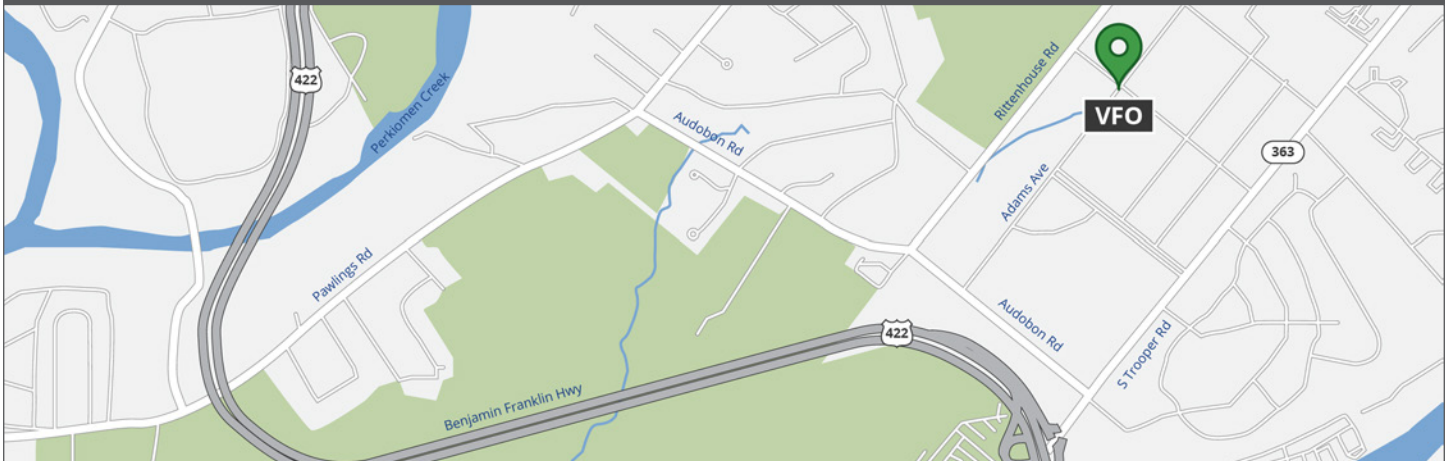 422
Perkiomen Creek
Audobon Rd
Rittenhouse Rd
VFO
363
Adams Ave
Pawlings Rd
422
Audobon Rd
S Trooper Rd
Benjamin Franklin Hwy